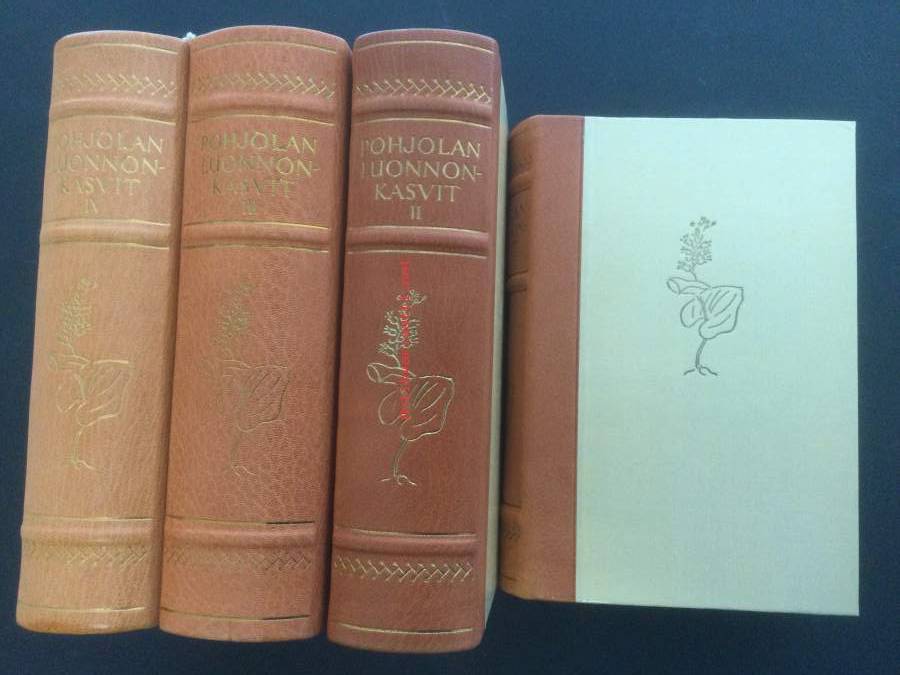 POHJOLAN
LUONNON-
KASVIT
IV
POHJOLAN
LUONNON-
KASVIT
III
POHJOLAN
LUONNON-
KASVIT
II